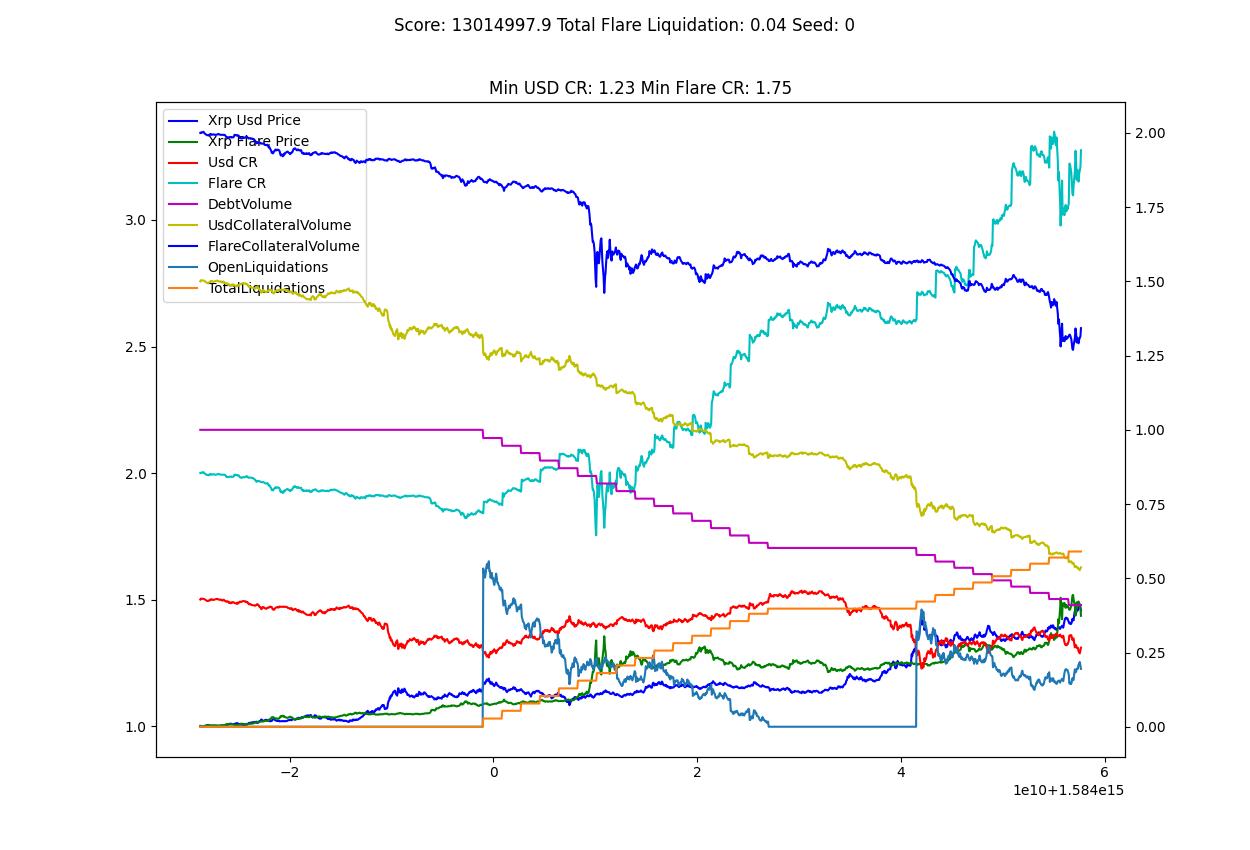 Score: 13014997.9 Total Flare Liquidation: 0.04 Seed: 0
Min USD CR: 1.23 Min Flare CR: 1.75
Xrp Usd Price
Xrp Flare Price
Usd CR
Flare CR
DebtVolume
UsdCollateralVolume
FlareCollateralVolume
OpenLiquidations
TotalLiquidations
3.0
2.5
2.0
1.5
1.0
2.00
1.75
1.50
1.25
1.00
0.75
0.50
0.25
0.00
−2
0
2
4
6
1e10+1.584e15